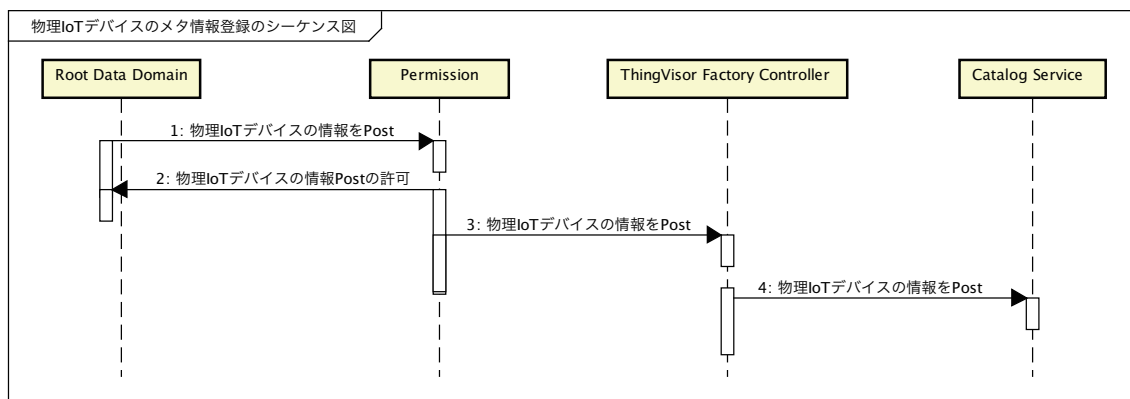 物理IoTデバイスのメタ情報登録のシーケンス図
Root Data Domain
Permission
ThingVisor Factory Controller
Catalog Service
1: 物理IoTデバイスの情報をPost
2: 物理IoTデバイスの情報Postの許可
3: 物理IoTデバイスの情報をPost
4: 物理IoTデバイスの情報をPost